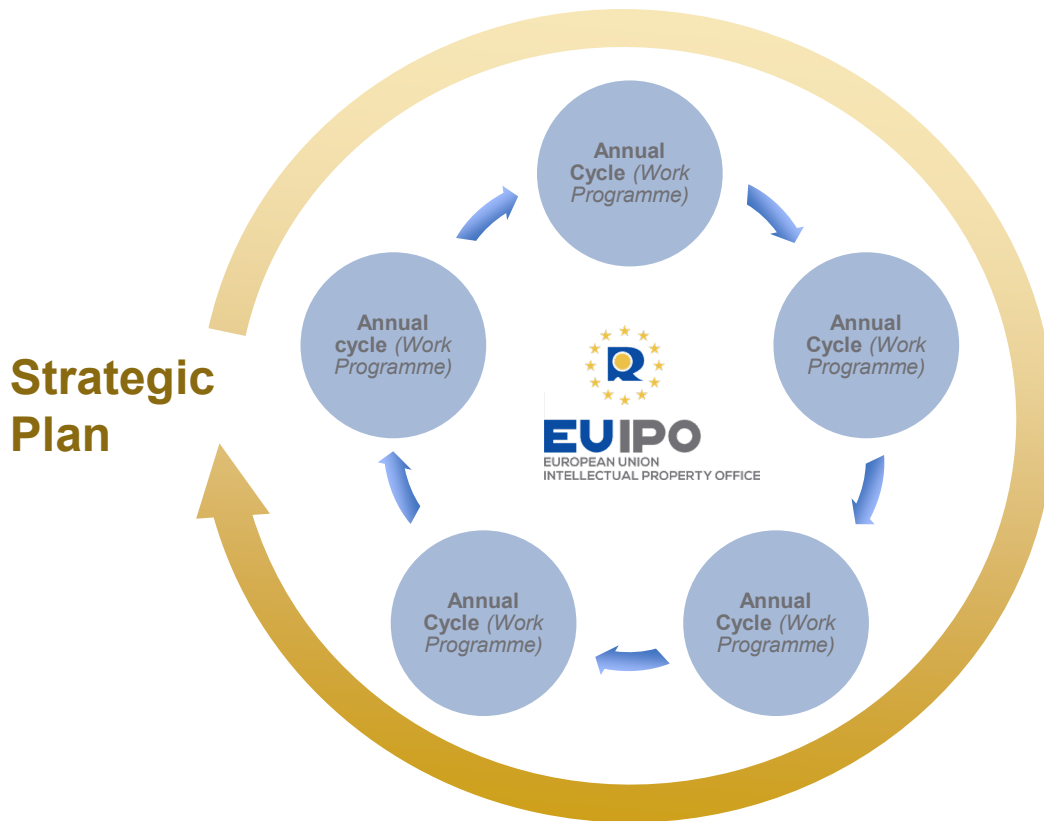 Annual
Cycle (Work
Programme)
Annual
cycle (Work
Programme)
Annual
Cycle (Work
Programme)
Strategic
Plan
R
EUIPO
EUROPEAN UNION
INTELLECTUAL PROPERTY OFFICE
Annual
Cycle (Work
Programme)
Annual
Cycle (Work
Programme)